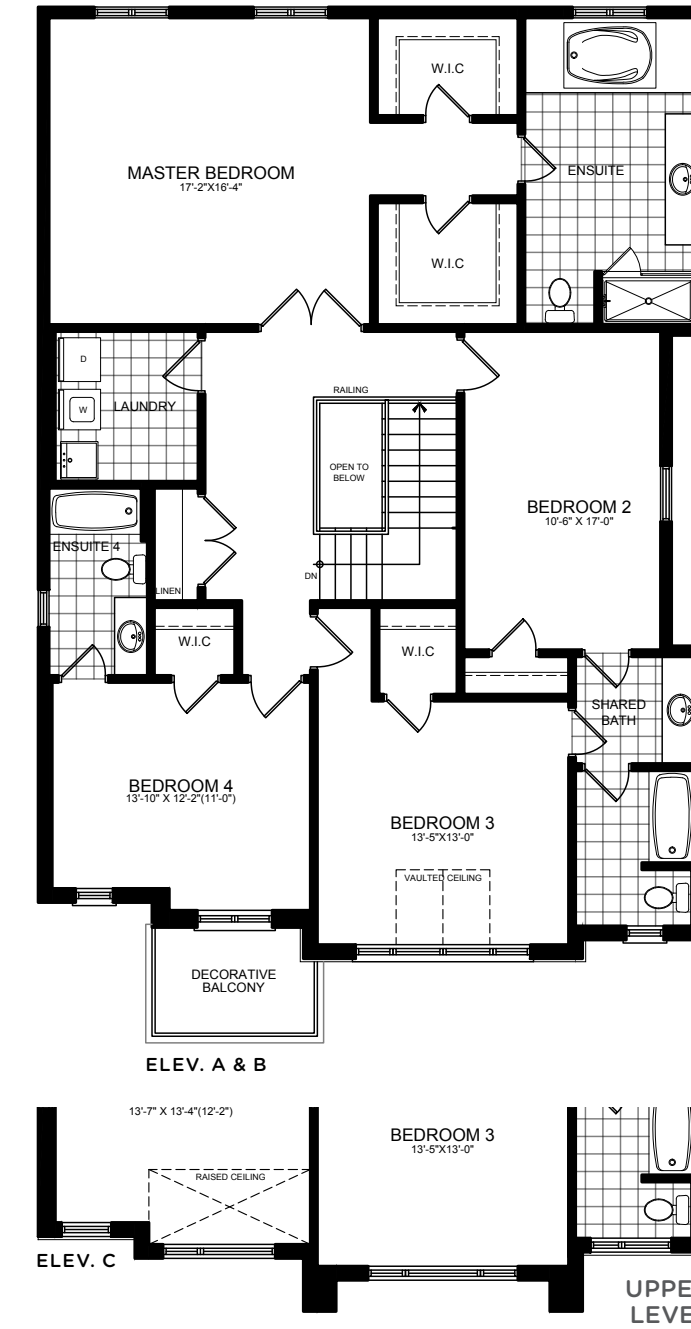 W.I.C
MASTER BEDROOM
17'-2"X16'-4"
ENSUITE
W.I.C
D
W
LAUNDRY
RAILING
OPEN TO
BELOW
DN
BEDROOM 2
10'-6" X 17'-0"
ENSUITE 4
LINEN
W.I.C
W.I.C
SHARED
BATH
BEDROOM 4
13'-10" X 12'-2"(11'-0")
BEDROOM 3
13'-5"X13'-0"
VAULTED CEILING
DECORATIVE
BALCONY
ELEV. A & B
13'-7" X 13'-4"(12'-2")
BEDROOM 3
13'-5"X13'-0"
RAISED CEILING
ELEV. C
UPPE
LEVE